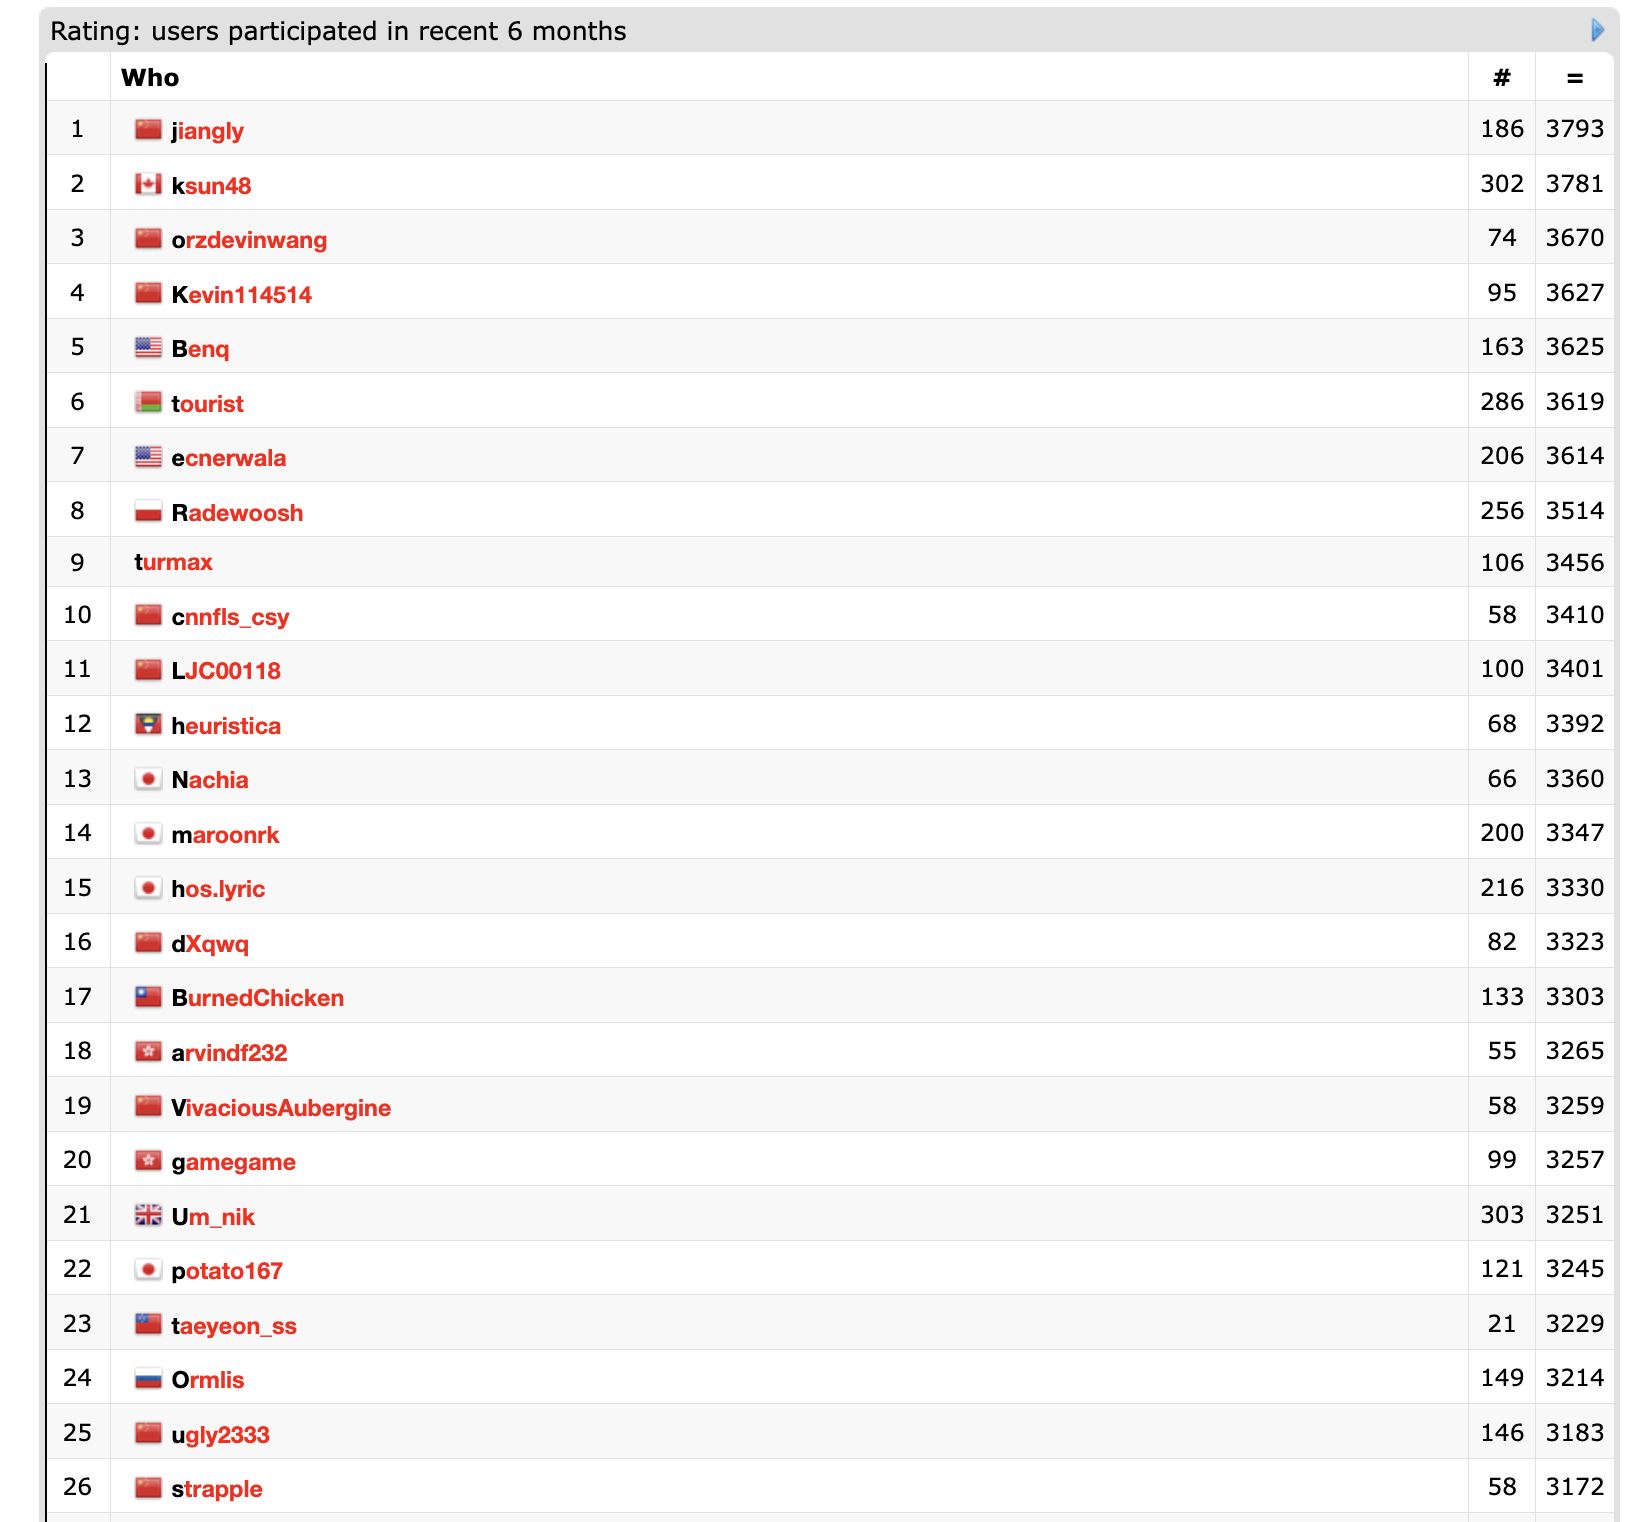 Rating: users participated in recent 6 months
Who # =
1 jiangly 186 3793
2 ksun48 302 3781
3 orzdevinwang 74 3670
4 Kevin114514 95 3627
5 Benq 163 3625
6 tourist 286 3619
7 ecnerwala 206 3614
8 Radewoosh 256 3514
9 turmax 106 3456
10 cnnfls_csy 58 3410
11 LJC00118 100 3401
12 heuristica 68 3392
13 Nachia 66 3360
14 maroonrk 200 3347
15 hos.lyric 216 3330
16 dXqwq 82 3323
17 BurnedChicken 133 3303
18 arvindf232 55 3265
19 VivaciousAubergine 58 3259
20 gamegame 99 3257
21 Um_nik 303 3251
22 potato167 121 3245
23 taeyeon_ss 21 3229
24 Ormlis 149 3214
25 ugly2333 146 3183
26 strapple 58 3172